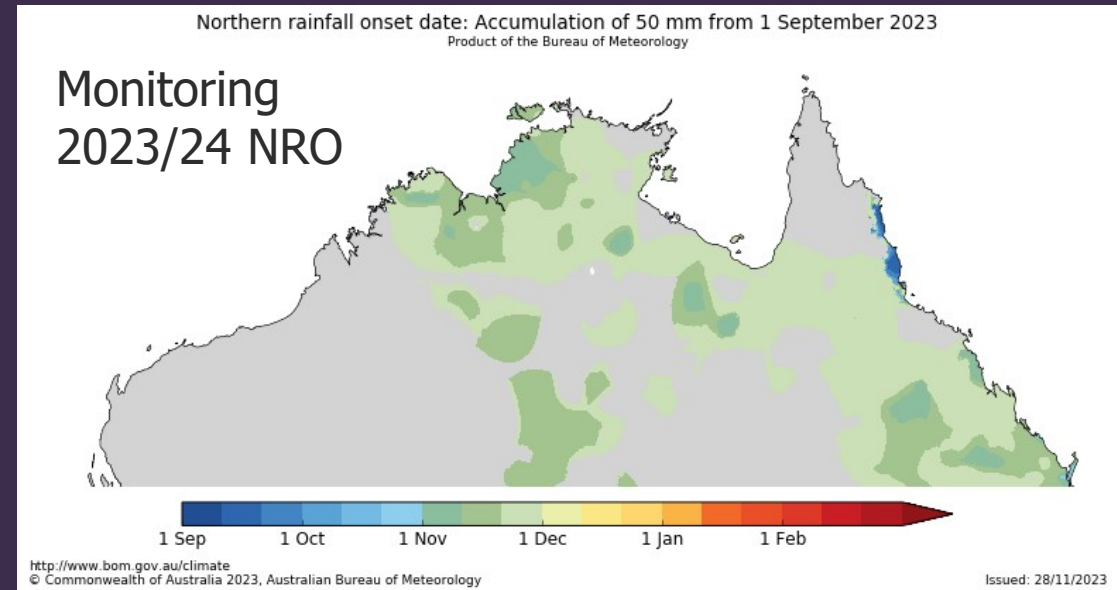 Northern rainfall onset date: Accumulation of 50 mm from 1 September 2023
Product of the Bureau of Meteorology
Monitoring
2023/24 NRO
1 Sep 1 Oct 1 Nov 1 Dec 1 Jan 1 Feb
http://www.bom.gov.au/climate
© Commonwealth of Australia 2023, Australian Bureau of Meteorology
Issued: 28/11/2023